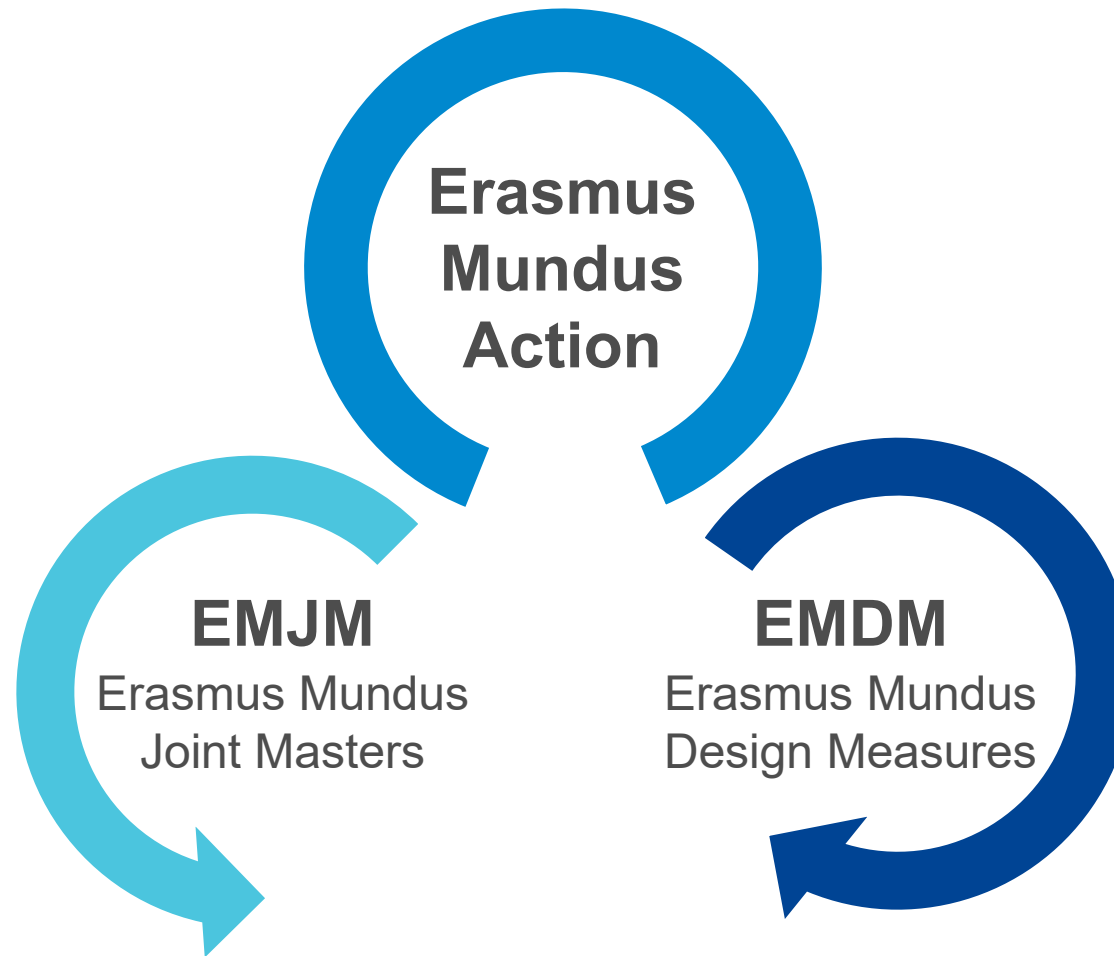 Erasmus
Mundus
Action
EMJM
Erasmus Mundus
Joint Masters
EMDM
Erasmus Mundus
Design Measures